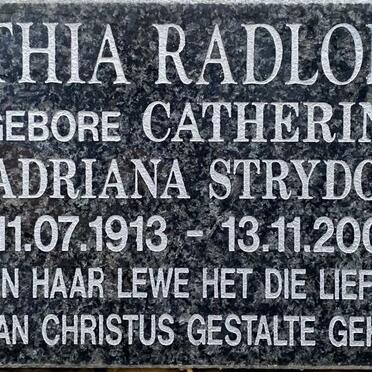 THIA RADLO
GEBORE CATHERIN
ADRIANA STRYDO
11.07.1913 - 13.11.200
N HAAR LEWE HET DIE LIEF
AN CHRISTUS GESTALTE GEK